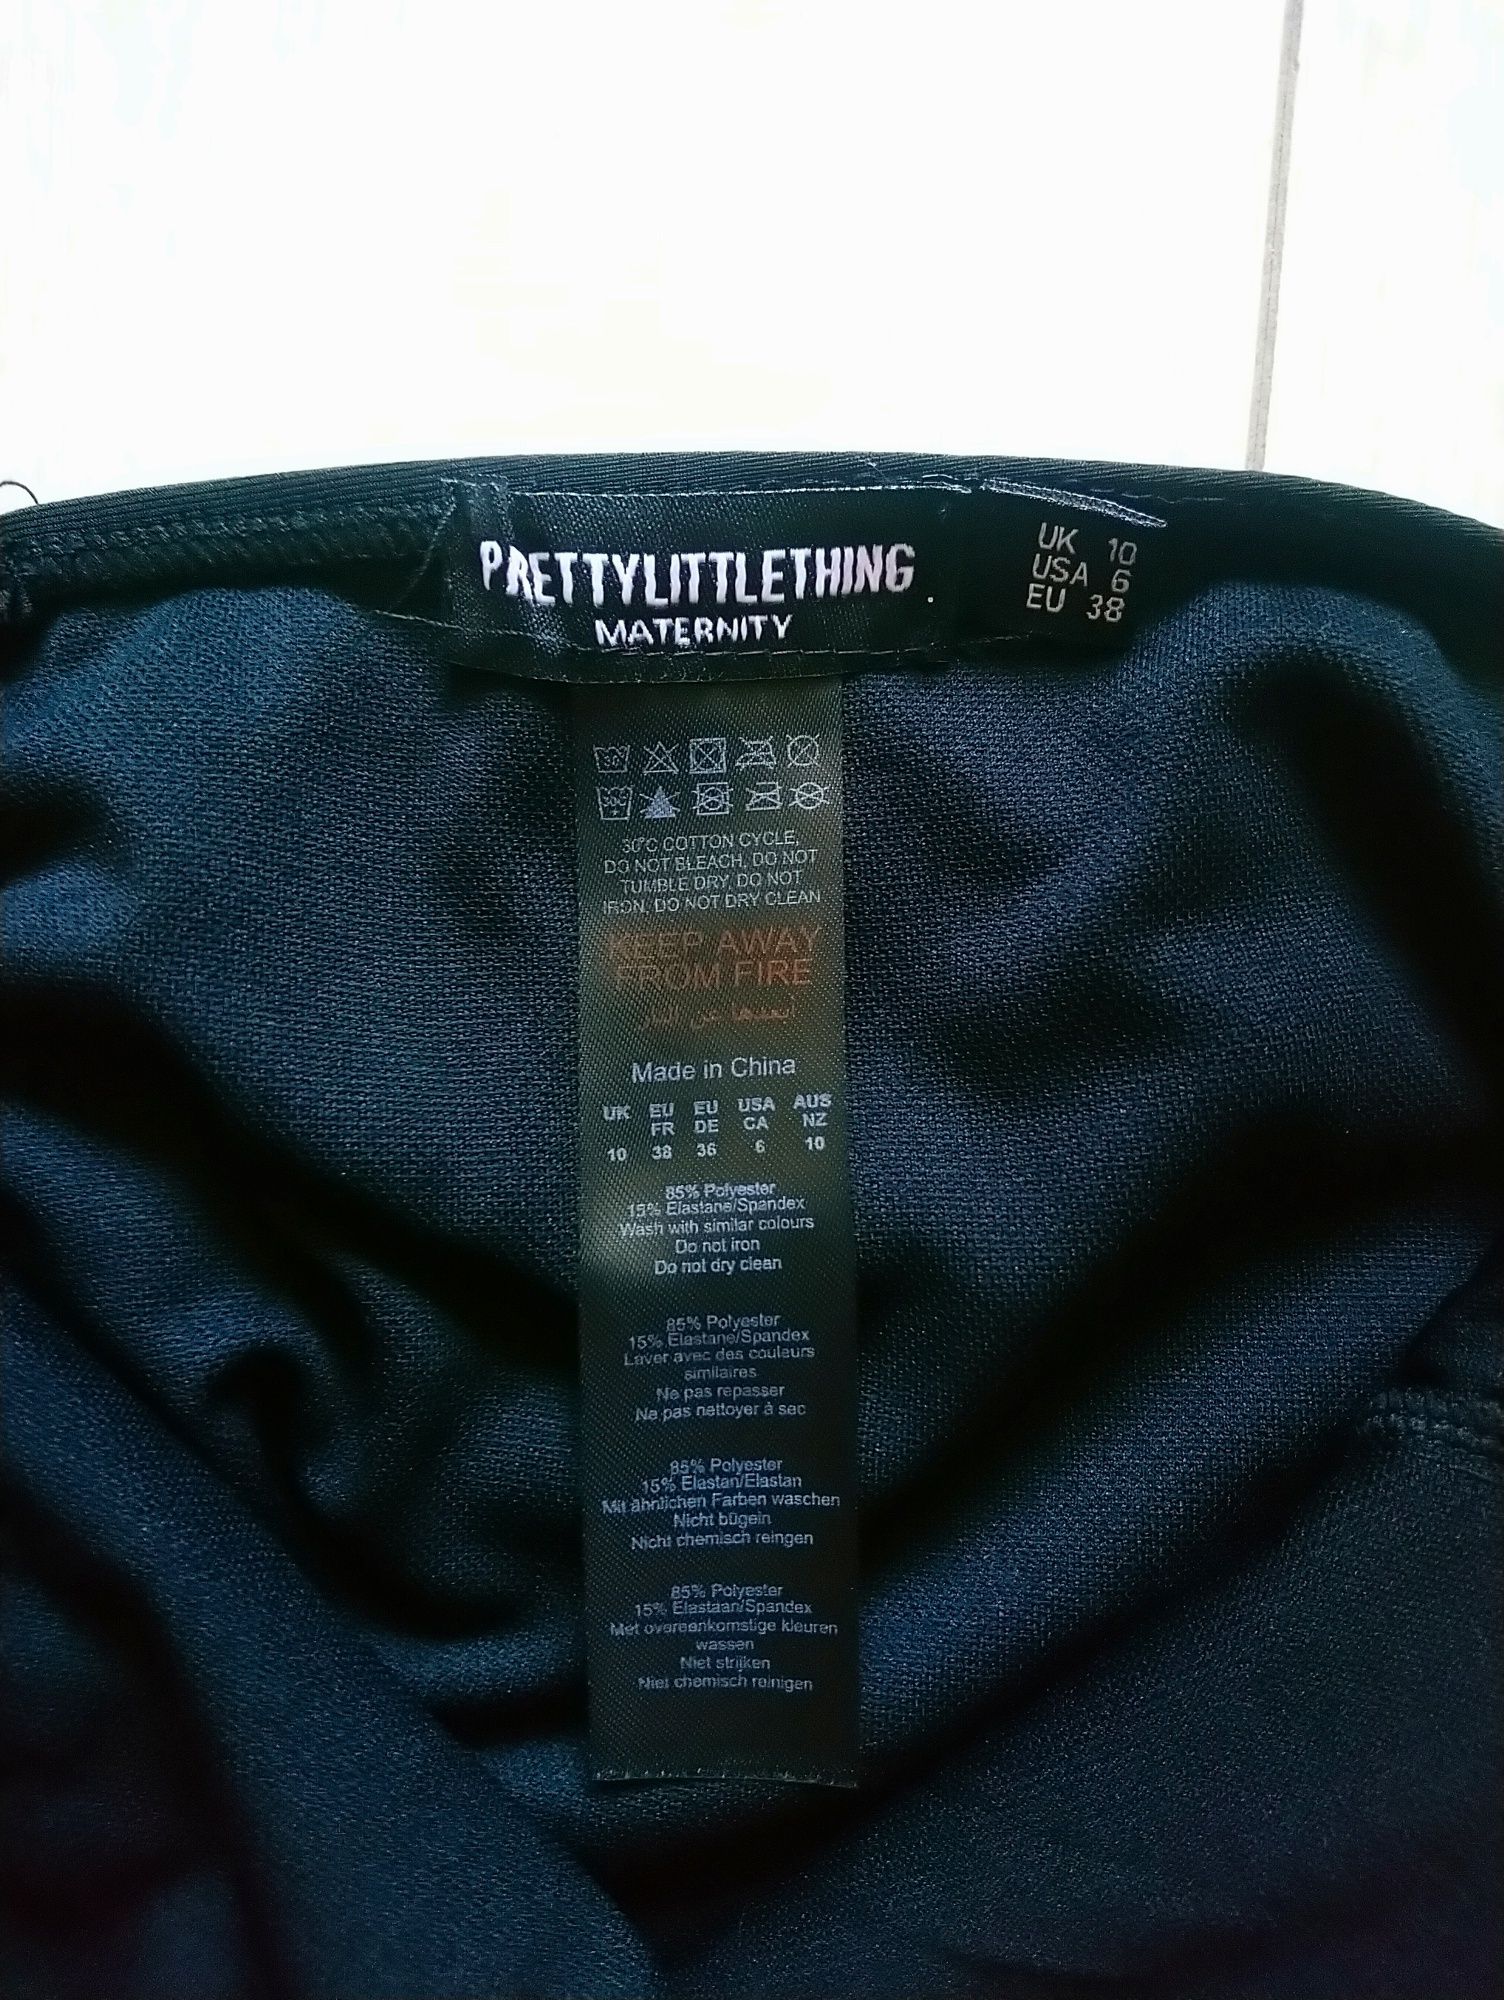 PRETTYLITTLETHING
MATERNITY
UK 10
USA 6
EU 38
30°C COTTON CYCLE,
DO NOT BLEACH, DO NOT
TUMBLE DRY, DO NOT
IRON, DO NOT DRY CLEAN
KEEP AWAY
FROM FIRE
Made in China
UK EU EU USA AUS
FR DE CA NZ
10 38 36 6 10
85% Polyester
15% Elastane/Spandex
Wash with similar colours
Do not iron
Do not dry clean
85% Polyester
15% Elastane/Spandex
Laver avec des couleurs
similaires
Ne pas repasser
Ne pas nettoyer à sec
85% Polyester
15% Elastan/Elastan
Mit ähnlichen Farben waschen
Nicht bügeln
Nicht chemisch reingen
85% Polyester
15% Elastaan/Spandex
Met overeenkomstige kleuren
wassen
Niet strijken
Niet chemisch reinigen